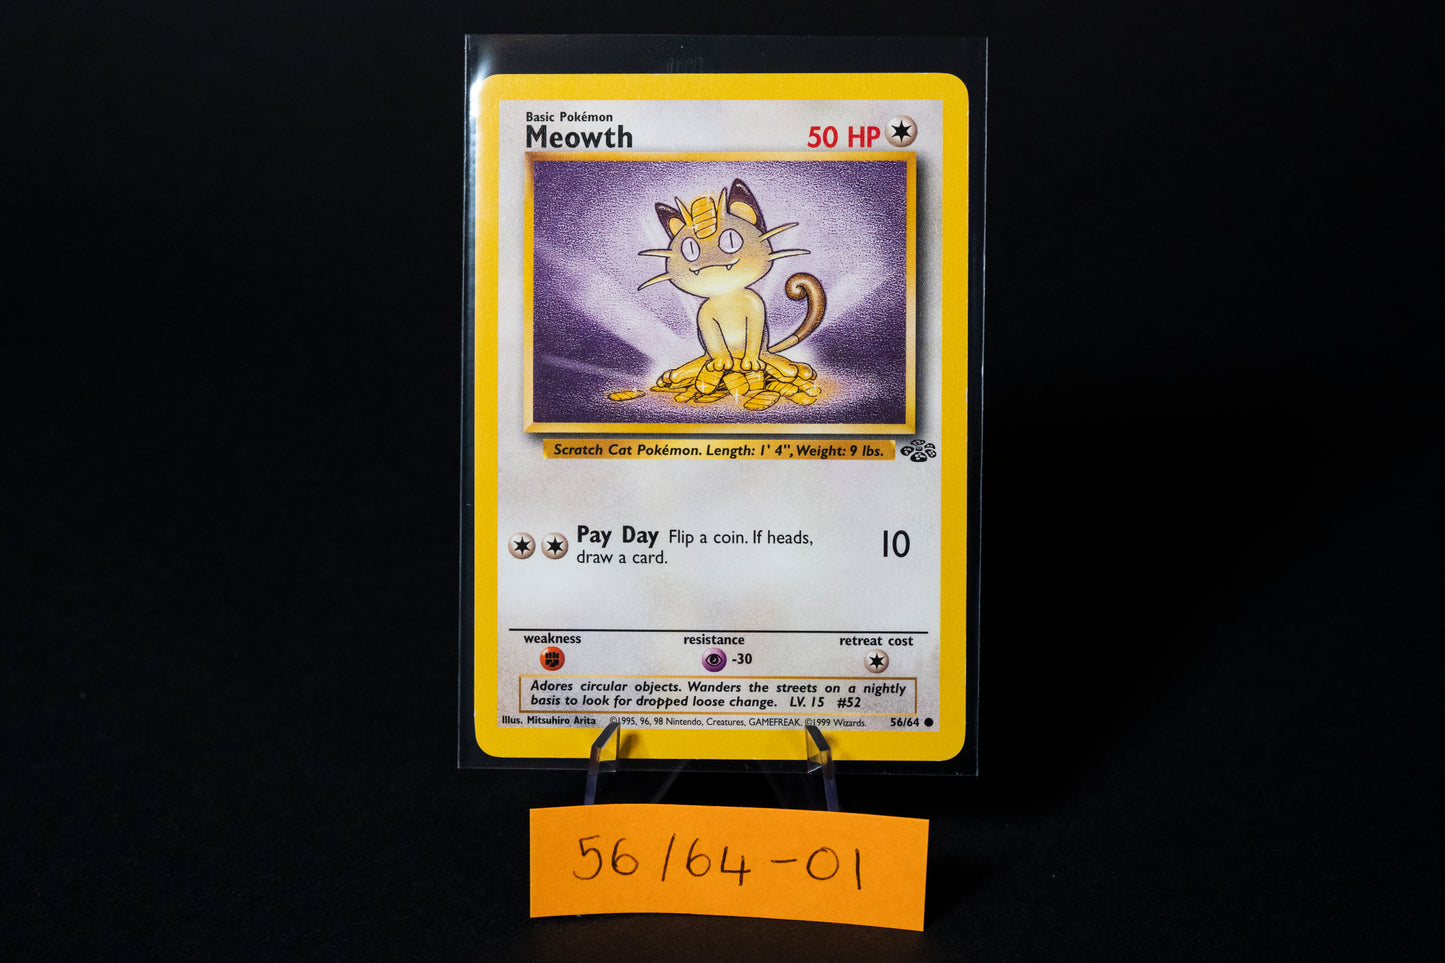 Basic Pokémon
Meowth 50 HP
Scratch Cat Pokémon. Length: 1' 4", Weight: 9 lbs.
Pay Day Flip a coin. If heads, 10
draw a card.
weakness resistance retreat cost
-30
Adores circular objects. Wanders the streets on a nightly
basis to look for dropped loose change. LV. 15 #52
Illus. Mitsuhiro Arita ©1995, 96, 98 Nintendo, Creatures, GAMEFREAK. ©1999 Wizards. 56/64
56/64-01